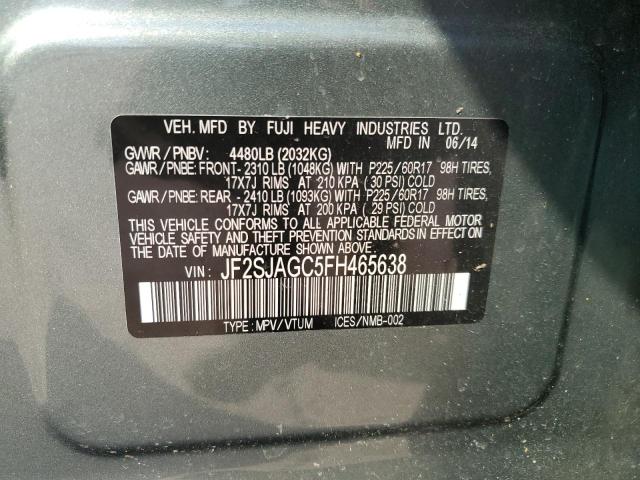 VEH. MFD BY FUJI HEAVY INDUSTRIES LTD.
MFD IN 06/14
GVWR / PNBV : 4480LB (2032KG)
GAWR / PNBE: FRONT- 2310 LB (1048KG) WITH P225/60R17 98H TIRES,
17X7J RIMS AT 210 KPA ( 30 PSI) COLD
GAWR / PNBE: REAR - 2410 LB (1093KG) WITH P225/60R17 98H TIRES,
17X7J RIMS AT 200 KPA ( 29 PSI) COLD
THIS VEHICLE CONFORMS TO ALL APPLICABLE FEDERAL MOTOR
VEHICLE SAFETY AND THEFT PREVENTION STANDARDS IN EFFECT ON
THE DATE OF MANUFACTURE SHOWN ABOVE.
VIN : JF2SJAGC5FH465638
TYPE : MPV/VTUM ICES/NMB-002